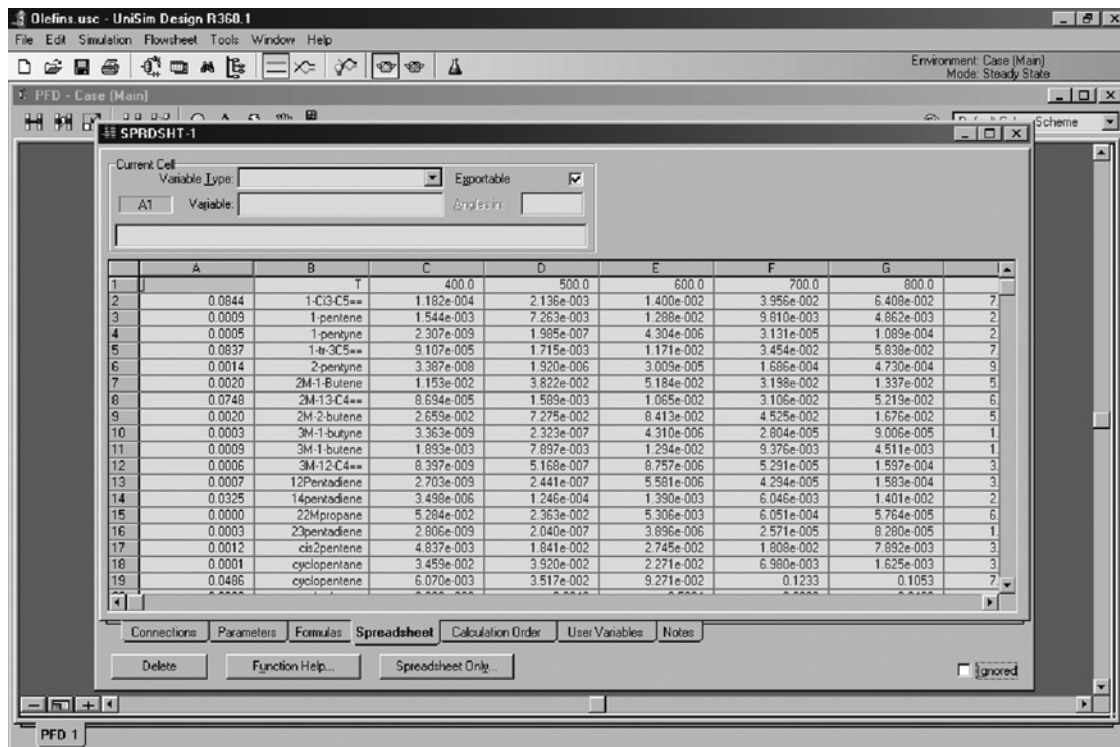 Olefins.usc - UniSim Design R360.1
File Edit Simulation Flowsheet Tools Window Help
Environment: Case (Main)
Mode: Steady State
PFD - Case (Main)
Scheme
SPRDSHT-1
Current Cell
Variable Type: Exportable
A1 Variable: Angles in:
A B C D E F G
1 T 400.0 500.0 600.0 700.0 800.0
2 0.0844 1-Ci3-C5== 1.182e-004 2.136e-003 1.400e-002 3.956e-002 6.408e-002 7.
3 0.0009 1-pentene 1.544e-003 7.263e-003 1.288e-002 9.810e-003 4.862e-003 2.
4 0.0005 1-pentyne 2.307e-009 1.985e-007 4.304e-006 3.131e-005 1.089e-004 2.
5 0.0837 1-tr-3C5== 9.107e-005 1.715e-003 1.171e-002 3.454e-002 5.838e-002 7.
6 0.0014 2-pentyne 3.387e-008 1.920e-006 3.009e-005 1.686e-004 4.730e-004 9.
7 0.0020 2M-1-Butene 1.153e-002 3.822e-002 5.184e-002 3.198e-002 1.337e-002 5.
8 0.0748 2M-13-C4== 8.694e-005 1.589e-003 1.065e-002 3.106e-002 5.219e-002 6.
9 0.0020 2M-2-butene 2.659e-002 7.275e-002 8.413e-002 4.525e-002 1.676e-002 5.
10 0.0003 3M-1-butyne 3.363e-009 2.323e-007 4.310e-006 2.804e-005 9.006e-005 1.
11 0.0009 3M-1-butene 1.893e-003 7.897e-003 1.294e-002 9.376e-003 4.511e-003 1.
12 0.0006 3M-12-C4== 8.397e-009 5.168e-007 8.757e-006 5.291e-005 1.597e-004 3.
13 0.0007 12Pentadiene 2.703e-009 2.441e-007 5.581e-006 4.294e-005 1.583e-004 3.
14 0.0325 14pentadiene 3.498e-006 1.246e-004 1.390e-003 6.046e-003 1.401e-002 2.
15 0.0000 22Mpropane 5.284e-002 2.363e-002 5.306e-003 6.051e-004 5.764e-005 6.
16 0.0003 23pentadiene 2.806e-009 2.040e-007 3.896e-006 2.571e-005 8.280e-005 1.
17 0.0012 cis2pentene 4.837e-003 1.841e-002 2.745e-002 1.808e-002 7.892e-003 3.
18 0.0001 cyclopentane 3.459e-002 3.920e-002 2.271e-002 6.980e-003 1.625e-003 3.
19 0.0486 cyclopentene 6.070e-003 3.517e-002 9.271e-002 0.1233 0.1053 7.
Connections Parameters Formulas Spreadsheet Calculation Order User Variables Notes
Delete Function Help... Spreadsheet Only... Ignored
PFD 1